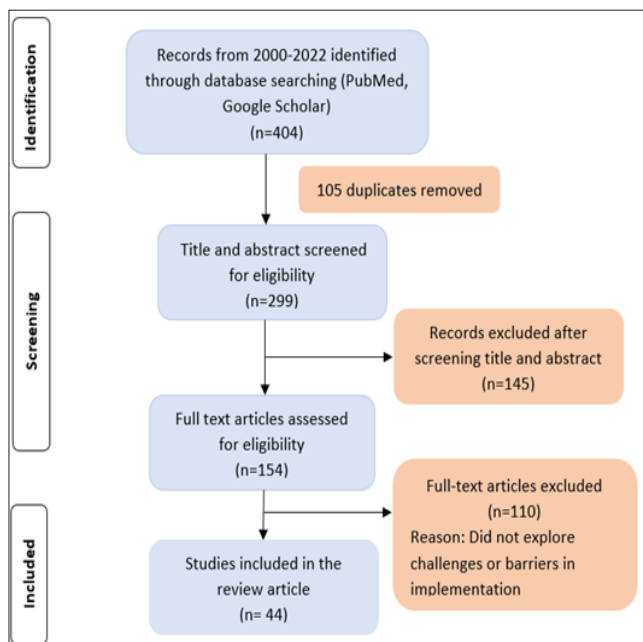 Identification
Records from 2000-2022 identified
through database searching (PubMed,
Google Scholar)
(n=404)
105 duplicates removed
Screening
Title and abstract screened
for eligibility
(n=299)
Records excluded after
screening title and abstract
(n=145)
Full text articles assessed
for eligibility
(n=154)
Full-text articles excluded
(n=110)
Reason: Did not explore
challenges or barriers in
implementation
Included
Studies included in the
review article
(n= 44)